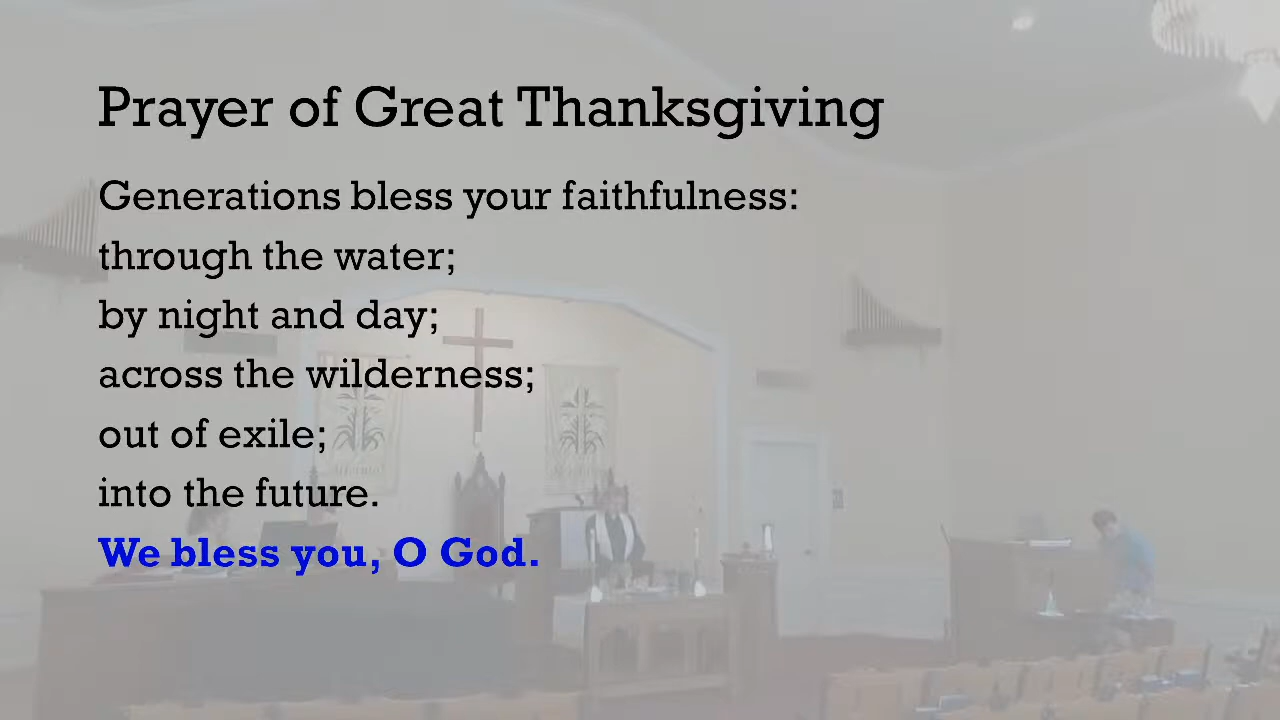 Prayer of Great Thanksgiving
Generations bless your faithfulness:
through the water;
by night and day;
across the wilderness;
out of exile;
into the future.
We bless you, O God.